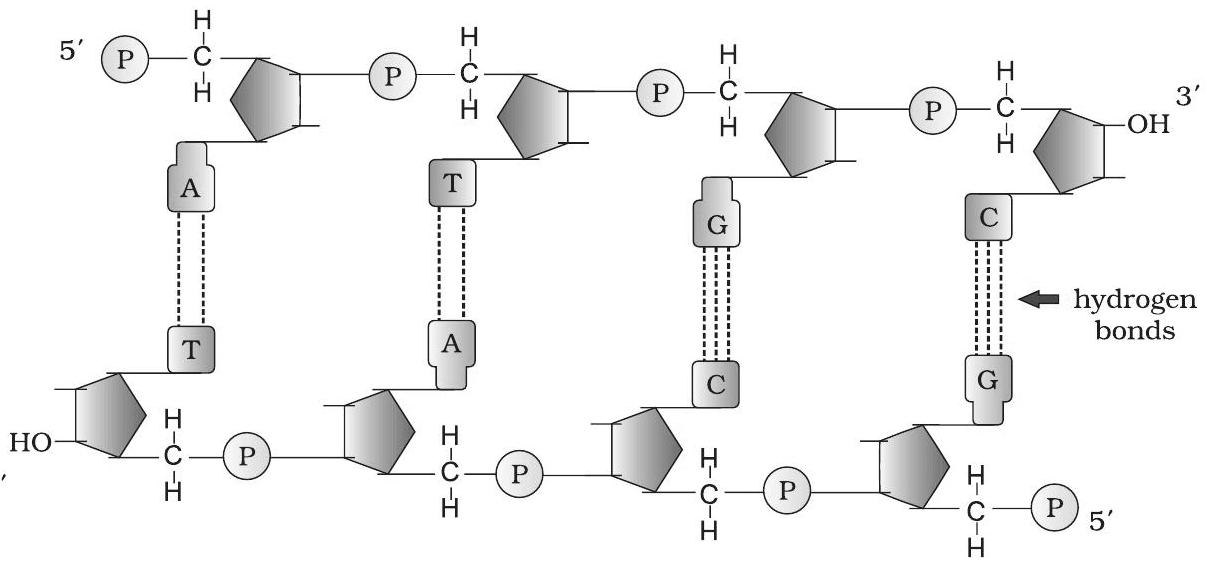 5′ P H C H P H C H P H C H P H C H OH 3′
A T G C
hydrogen
bonds
T A C G
HO H C H P H C H P H C H P H C H P 5′
′